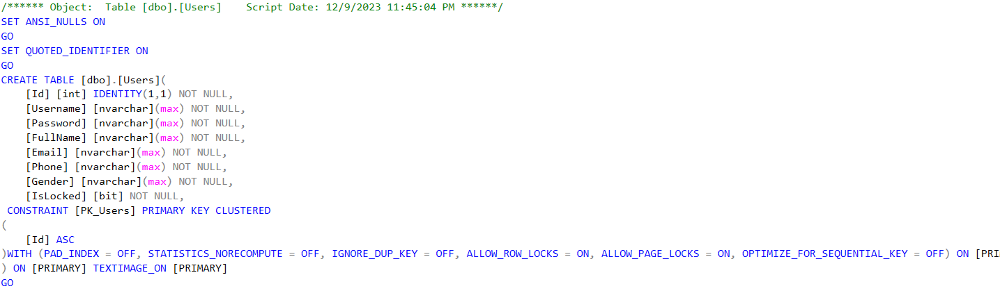 /****** Object:  Table [dbo].[Users]    Script Date: 12/9/2023 11:45:04 PM ******/
SET ANSI_NULLS ON
GO
SET QUOTED_IDENTIFIER ON
GO
CREATE TABLE [dbo].[Users](
    [Id] [int] IDENTITY(1,1) NOT NULL,
    [Username] [nvarchar](max) NOT NULL,
    [Password] [nvarchar](max) NOT NULL,
    [FullName] [nvarchar](max) NOT NULL,
    [Email] [nvarchar](max) NOT NULL,
    [Phone] [nvarchar](max) NOT NULL,
    [Gender] [nvarchar](max) NOT NULL,
    [IsLocked] [bit] NOT NULL,
 CONSTRAINT [PK_Users] PRIMARY KEY CLUSTERED
(
    [Id] ASC
)WITH (PAD_INDEX = OFF, STATISTICS_NORECOMPUTE = OFF, IGNORE_DUP_KEY = OFF, ALLOW_ROW_LOCKS = ON, ALLOW_PAGE_LOCKS = ON, OPTIMIZE_FOR_SEQUENTIAL_KEY = OFF) ON [PRI
) ON [PRIMARY] TEXTIMAGE_ON [PRIMARY]
GO